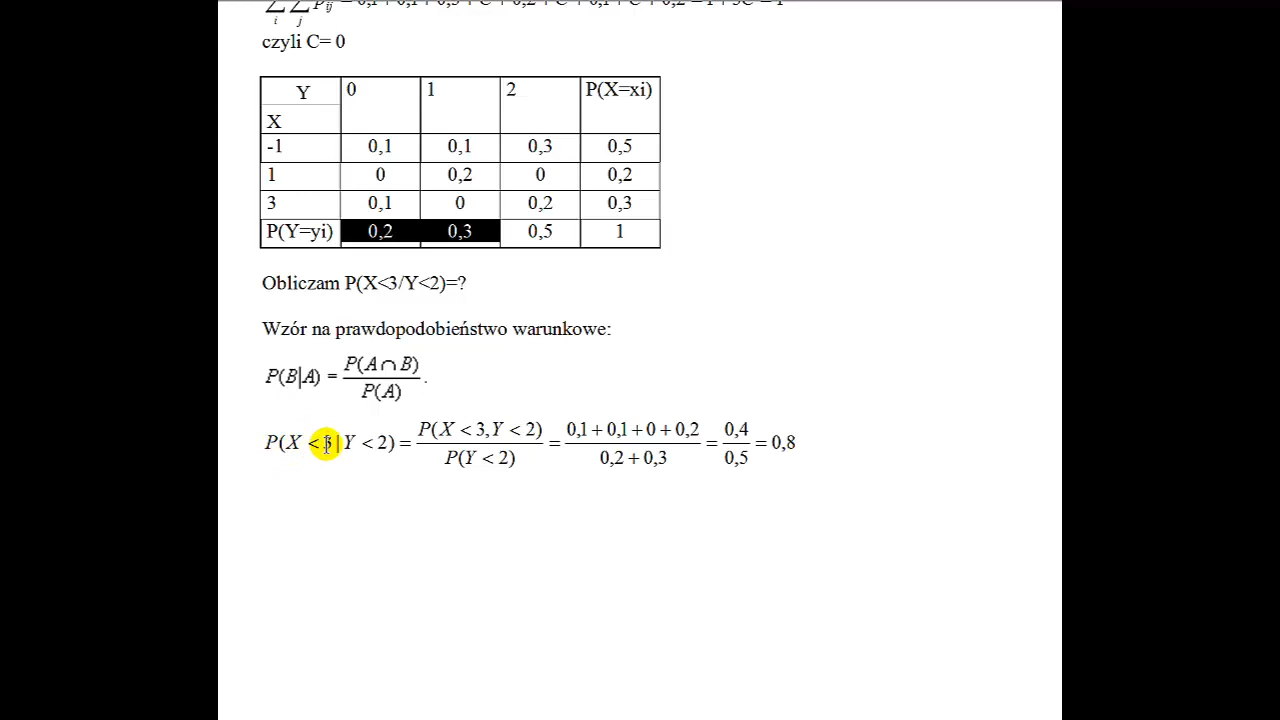 czyli C= 0
Y 0 1 2 P(X=xi)
X
-1 0,1 0,1 0,3 0,5
1 0 0,2 0 0,2
3 0,1 0 0,2 0,3
P(Y=yi) 0,2 0,3 0,5 1
Obliczam P(X<3/Y<2)=?
Wzór na prawdopodobieństwo warunkowe:
P(B|A) = P(A∩B) / P(A) .
P(X < 3 | Y < 2) = P(X < 3, Y < 2) / P(Y < 2) = 0,1+0,1+0+0,2 / 0,2+0,3 = 0,4 / 0,5 = 0,8